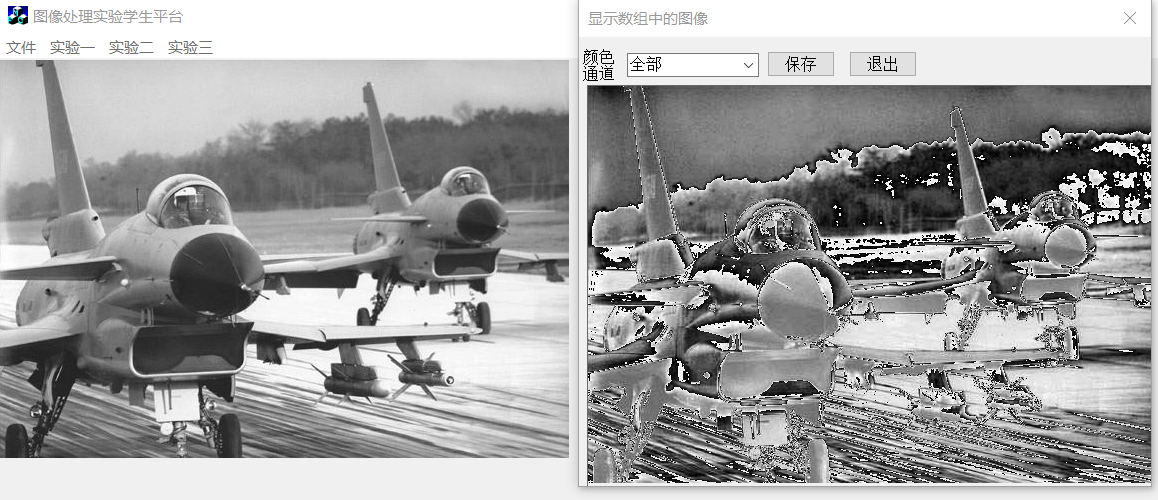 图像处理实验学生平台
文件 实验一 实验二 实验三
显示数组中的图像
颜色
通道
全部
保存
退出